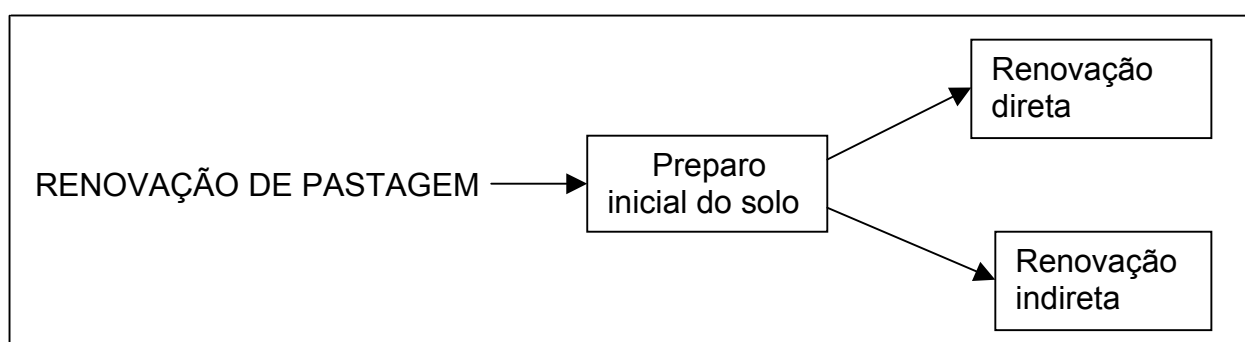 RENOVAÇÃO DE PASTAGEM
Preparo
inicial do solo
Renovação
direta
Renovação
indireta